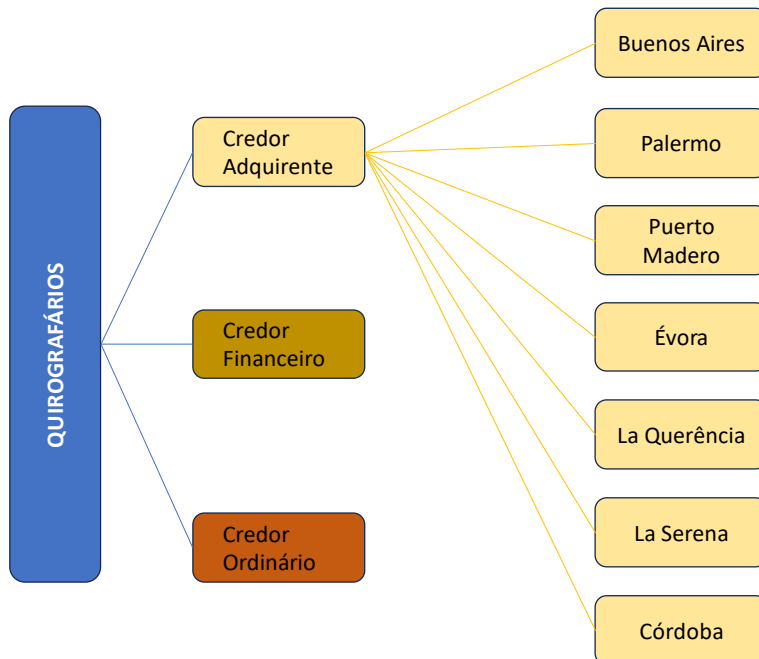 QUIROGRAFÁRIOS
Credor
Adquirente
Credor
Financeiro
Credor
Ordinário
Buenos Aires
Palermo
Puerto
Madero
Évora
La Querência
La Serena
Córdoba